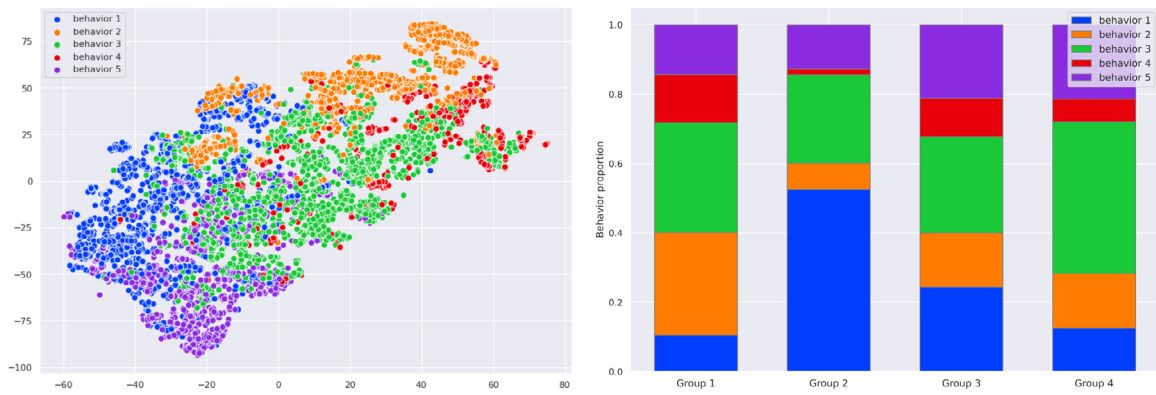 behavior 1
behavior 2
behavior 3
behavior 4
behavior 5
75
50
25
0
−25
−50
−75
−100
−60
−40
−20
0
20
40
60
80
behavior 1
behavior 2
behavior 3
behavior 4
behavior 5
1.0
0.8
0.6
0.4
0.2
0.0
Behavior proportion
Group 1
Group 2
Group 3
Group 4